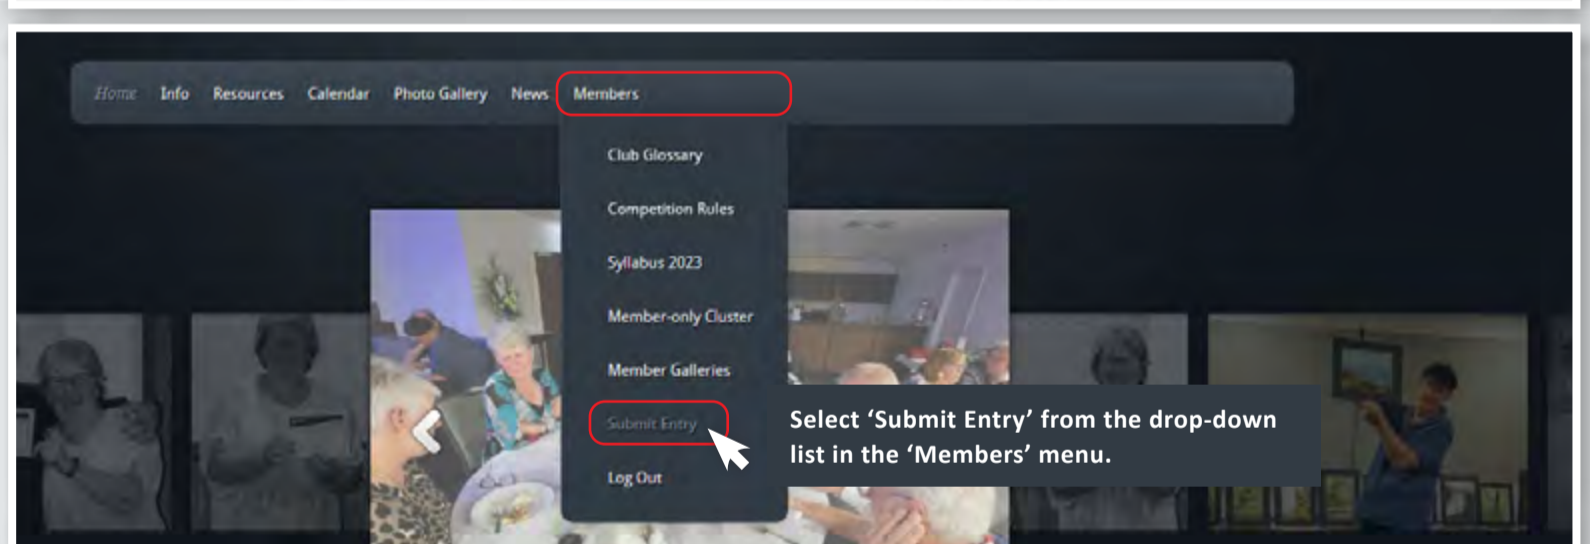 Home Info Resources Calendar Photo Gallery News Members
Club Glossary
Competition Rules
Syllabus 2023
Member-only Cluster
Member Galleries
Submit Entry
Log Out
Select ‘Submit Entry’ from the drop-down
list in the ‘Members’ menu.